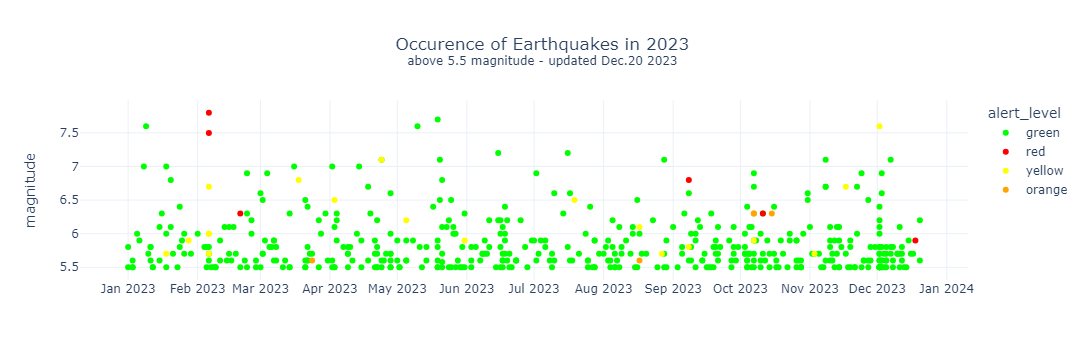 Occurence of Earthquakes in 2023
above 5.5 magnitude - updated Dec.20 2023
alert_level
green
red
yellow
orange
magnitude
7.5
7
6.5
6
5.5
Jan 2023 Feb 2023 Mar 2023 Apr 2023 May 2023 Jun 2023 Jul 2023 Aug 2023 Sep 2023 Oct 2023 Nov 2023 Dec 2023 Jan 2024